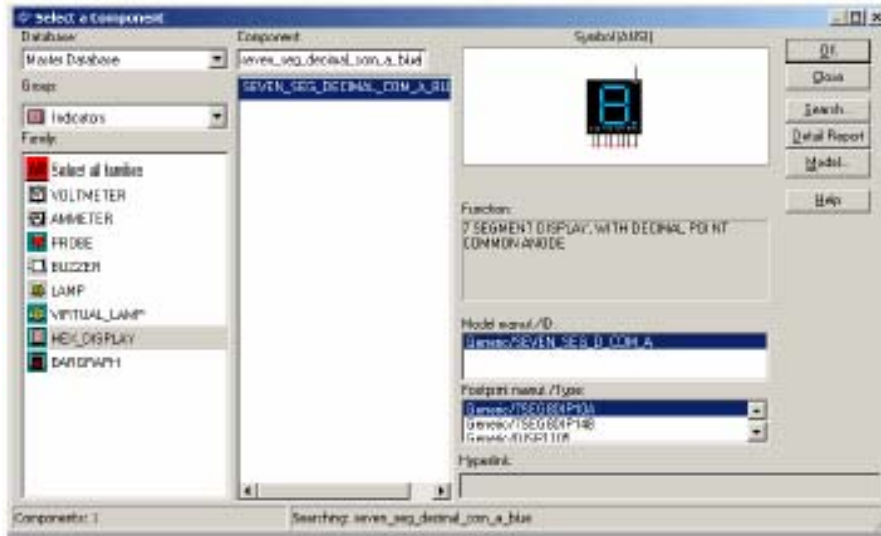 Select a Component
Database:
Master Database
Group:
Indicators
Family:
Select all families
VOLTMETER
AMMETER
PROBE
BUZZER
LAMP
VIRTUAL_LAMP
HEX_DISPLAY
BARGRAPH
Component:
seven_seg_decimal_com_a_blue
SEVEN_SEG_DECIMAL_COM_A_BLU
Symbol (ANSI)
Function:
7 SEGMENT DISPLAY, WITH DECIMAL POINT
COMMON ANODE
Model manuf./ID:
Generic/SEVEN_SEG_D_COM_A
Footprint manuf./Type:
Generic/TSEG8DIP10A
Generic/TSEG8DIP14B
Hyperlink:
OK
Close
Search...
Detail Report
Model...
Help
Components: 1
Searching: seven_seg_decimal_com_a_blue